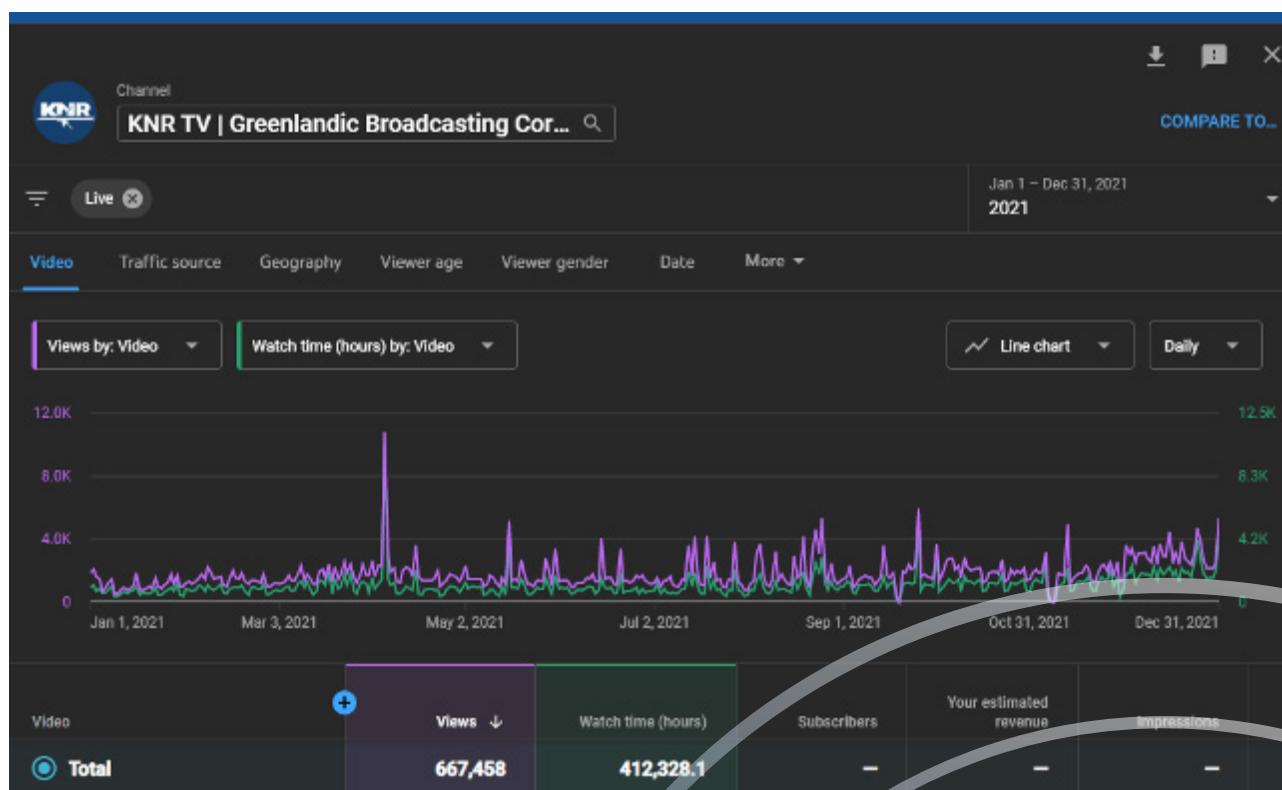 Channel
KNR
KNR TV | Greenlandic Broadcasting Cor...
COMPARE TO...
Live
Jan 1 – Dec 31, 2021
2021
Video Traffic source Geography Viewer age Viewer gender Date More
Views by: Video Watch time (hours) by: Video Line chart Daily
12.0K 12.5K
8.0K 8.3K
4.0K 4.2K
0 0
Jan 1, 2021 Mar 3, 2021 May 2, 2021 Jul 2, 2021 Sep 1, 2021 Oct 31, 2021 Dec 31, 2021
Your estimated
Video Views Watch time (hours) Subscribers revenue Impressions
Total 667,458 412,328.1 — — —